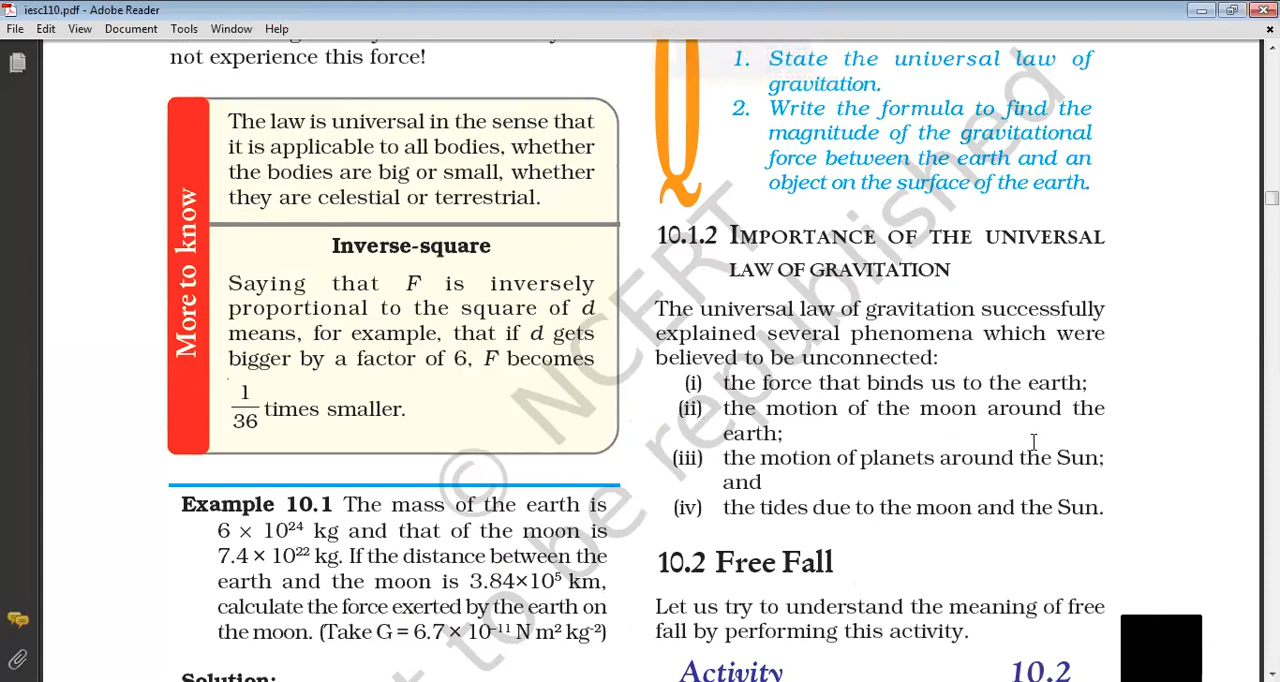 iesc110.pdf - Adobe Reader
File Edit View Document Tools Window Help
not experience this force!
More to know
The law is universal in the sense that
it is applicable to all bodies, whether
the bodies are big or small, whether
they are celestial or terrestrial.
Inverse-square
Saying that F is inversely
proportional to the square of d
means, for example, that if d gets
bigger by a factor of 6, F becomes
1/36 times smaller.
Example 10.1 The mass of the earth is
6 × 10²⁴ kg and that of the moon is
7.4 × 10²² kg. If the distance between the
earth and the moon is 3.84×10⁵ km,
calculate the force exerted by the earth on
the moon. (Take G = 6.7 × 10⁻¹¹ N m² kg⁻²)
Solution:
Q
1. State the universal law of
gravitation.
2. Write the formula to find the
magnitude of the gravitational
force between the earth and an
object on the surface of the earth.
10.1.2 IMPORTANCE OF THE UNIVERSAL
LAW OF GRAVITATION
The universal law of gravitation successfully
explained several phenomena which were
believed to be unconnected:
(i) the force that binds us to the earth;
(ii) the motion of the moon around the
earth;
(iii) the motion of planets around the Sun;
and
(iv) the tides due to the moon and the Sun.
10.2 Free Fall
Let us try to understand the meaning of free
fall by performing this activity.
Activity 10.2
© NCERT
to be republished